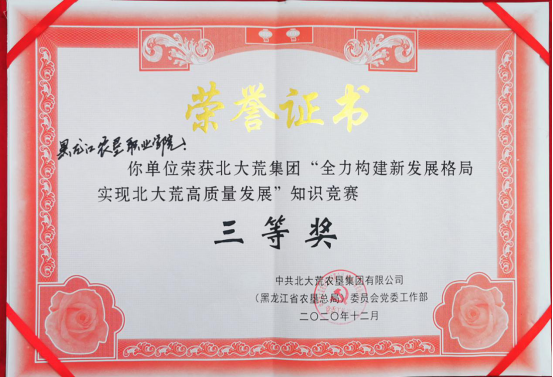 荣誉证书
黑龙江农垦职业学院：
你单位荣获北大荒集团“全力构建新发展格局
实现北大荒高质量发展”知识竞赛
三等奖
中共北大荒农垦集团有限公司
（黑龙江省农垦总局）委员会党委工作部
二〇二〇年十二月